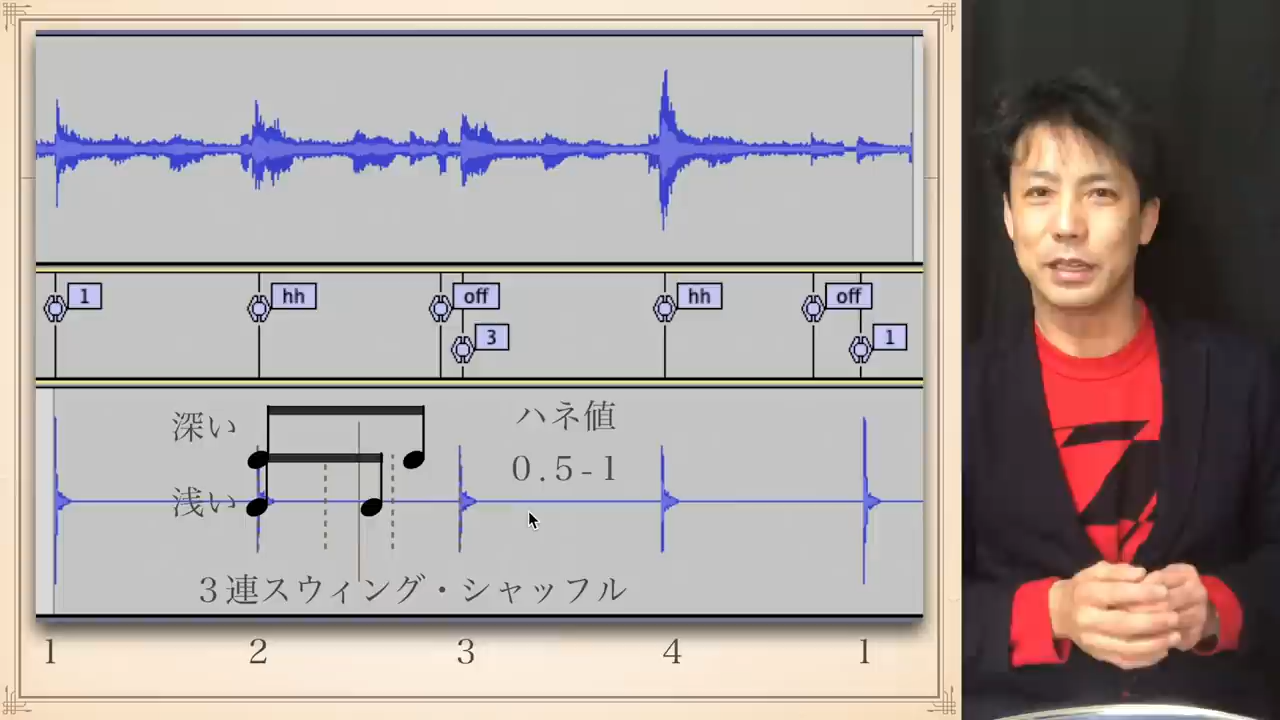 1
hh
off
3
hh
off
1
深い
浅い
ハネ値
0.5-1
3連スウィング・シャッフル
1 2 3 4 1